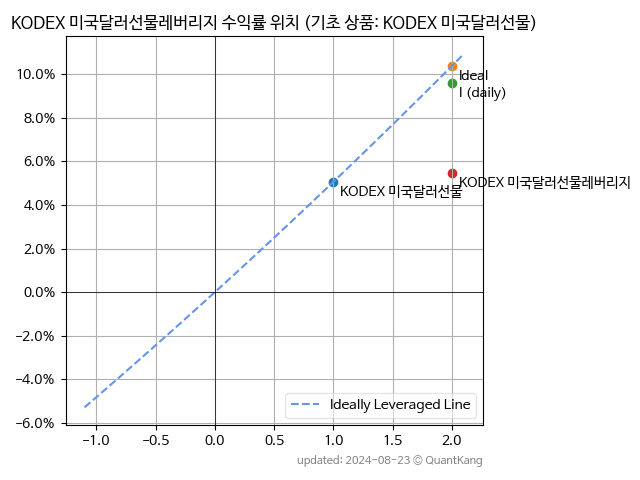 KODEX 미국달러선물레버리지 수익률 위치 (기초 상품: KODEX 미국달러선물)
10.0%
8.0%
6.0%
4.0%
2.0%
0.0%
−2.0%
−4.0%
−6.0%
Ideal
I (daily)
KODEX 미국달러선물레버리지
KODEX 미국달러선물
Ideally Leveraged Line
−1.0 −0.5 0.0 0.5 1.0 1.5 2.0
updated: 2024-08-23 © QuantKang